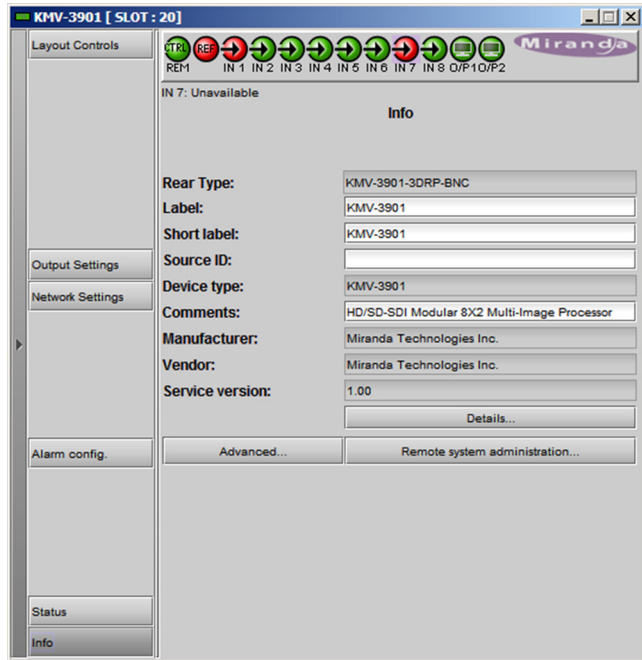 KMV-3901 [ SLOT : 20]
Layout Controls
CTRL REF Miranda
REM IN 1 IN 2 IN 3 IN 4 IN 5 IN 6 IN 7 IN 8 O/P1 O/P2
IN 7: Unavailable
Info
Rear Type: KMV-3901-3DRP-BNC
Label: KMV-3901
Short label: KMV-3901
Output Settings
Source ID:
Network Settings
Device type: KMV-3901
Comments: HD/SD-SDI Modular 8X2 Multi-Image Processor
Manufacturer: Miranda Technologies Inc.
Vendor: Miranda Technologies Inc.
Service version: 1.00
Details...
Alarm config.
Advanced... Remote system administration...
Status
Info